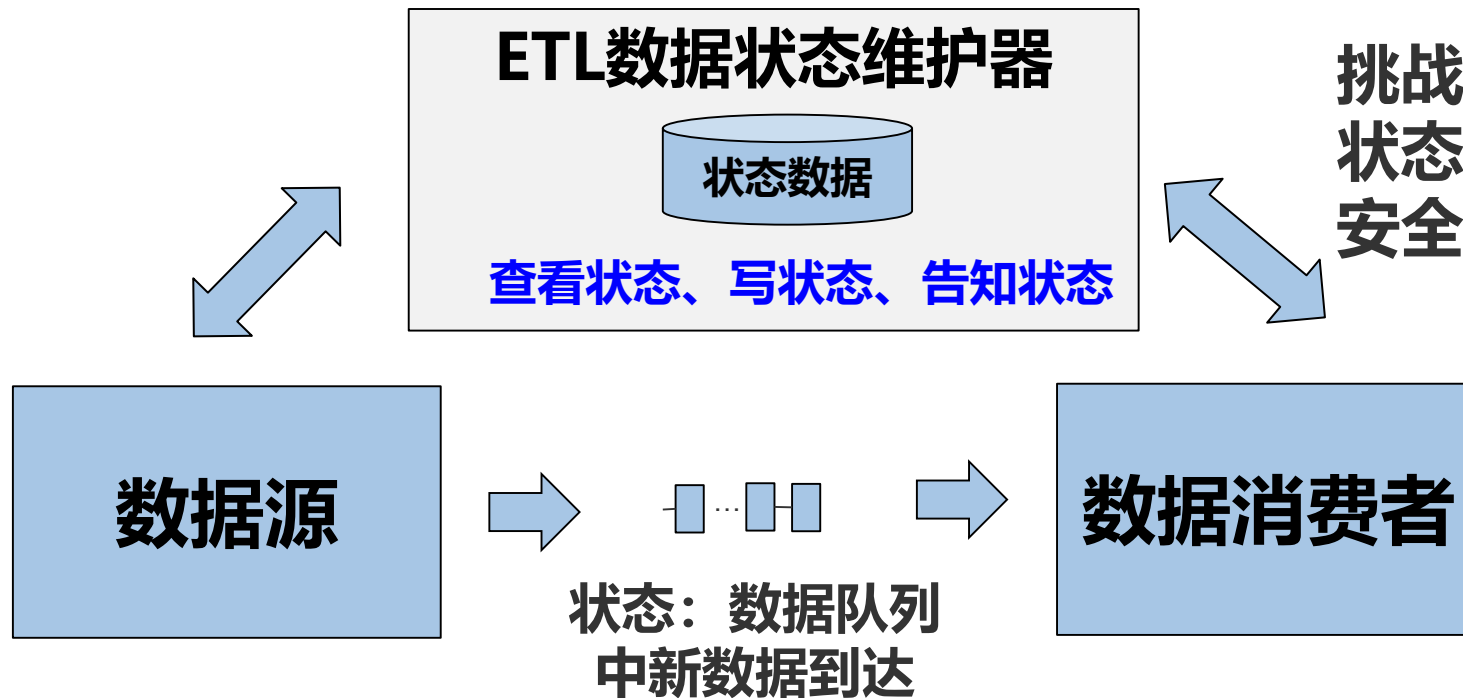 ETL数据状态维护器
挑战
状态
安全
状态数据
查看状态、写状态、告知状态
数据源
…
数据消费者
状态：数据队列
中新数据到达